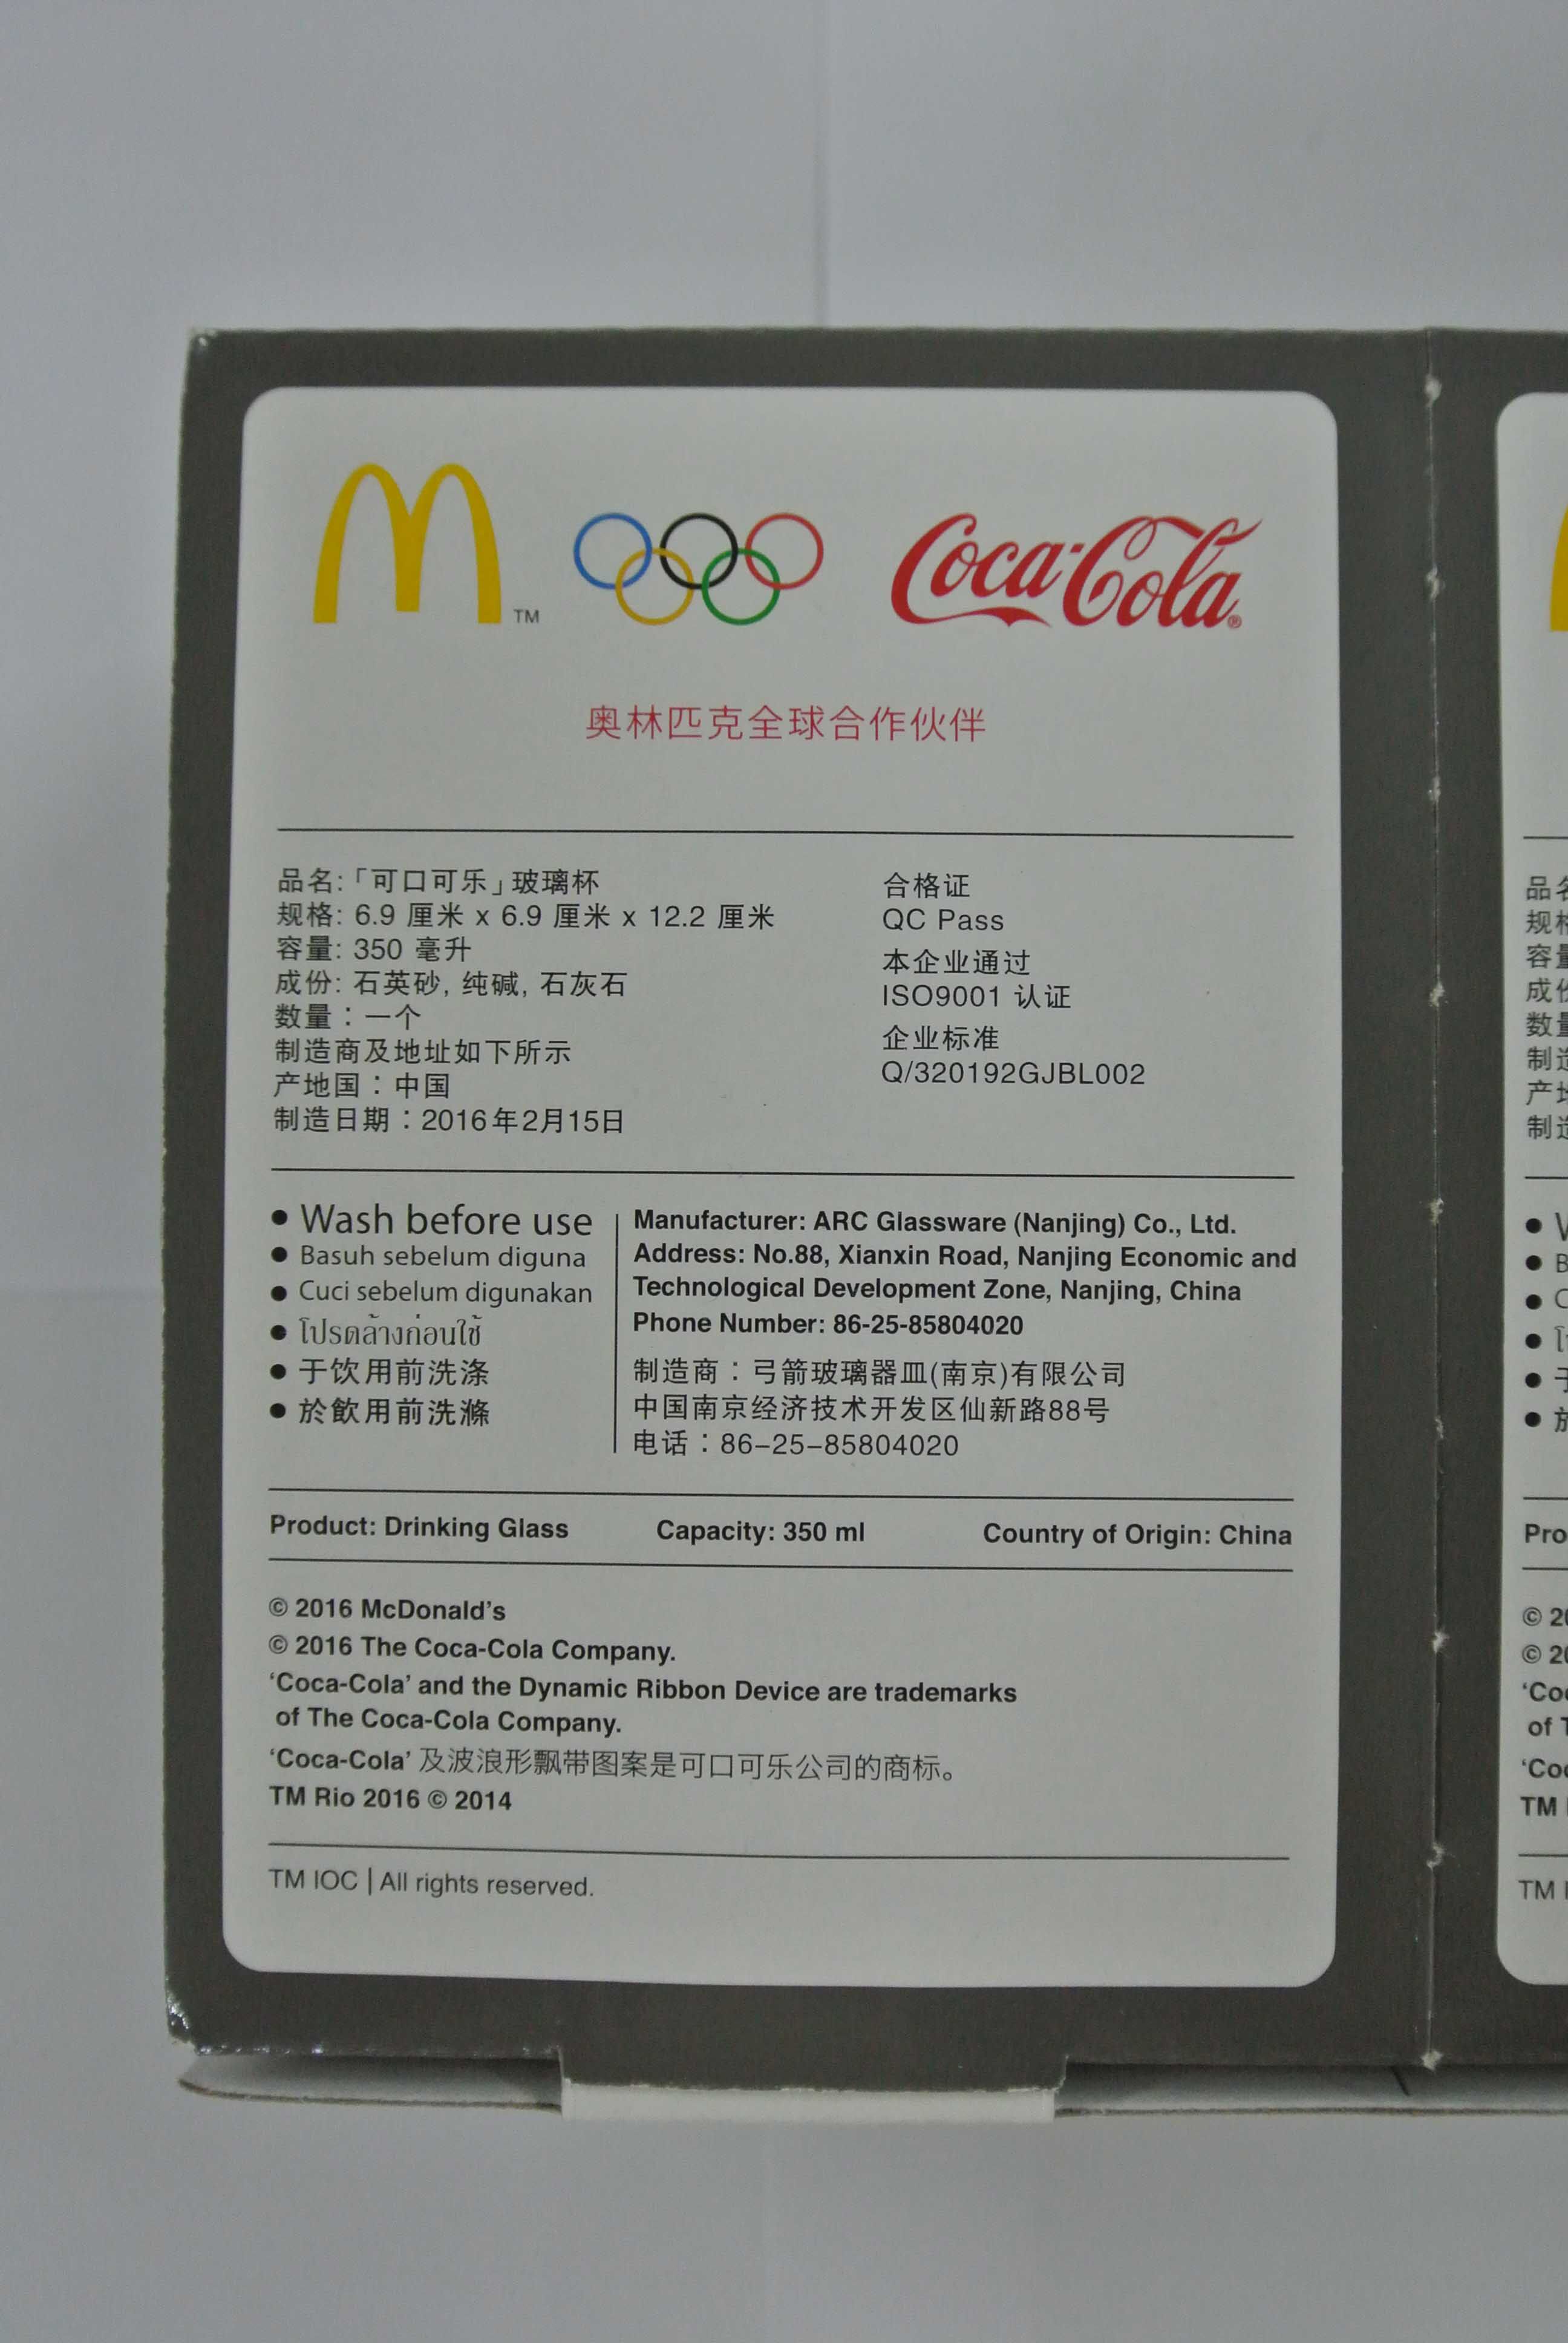 M TM
Coca-Cola®
奥林匹克全球合作伙伴
品名:「可口可乐」玻璃杯
规格: 6.9 厘米 x 6.9 厘米 x 12.2 厘米
容量: 350 毫升
成份: 石英砂, 纯碱, 石灰石
数量：一个
制造商及地址如下所示
产地国：中国
制造日期：2016年2月15日
合格证
QC Pass
本企业通过
ISO9001 认证
企业标准
Q/320192GJBL002
• Wash before use
• Basuh sebelum diguna
• Cuci sebelum digunakan
• โปรดล้างก่อนใช้
• 于饮用前洗涤
• 於飲用前洗滌
Manufacturer: ARC Glassware (Nanjing) Co., Ltd.
Address: No.88, Xianxin Road, Nanjing Economic and
Technological Development Zone, Nanjing, China
Phone Number: 86-25-85804020
制造商：弓箭玻璃器皿(南京)有限公司
中国南京经济技术开发区仙新路88号
电话：86–25–85804020
Product: Drinking Glass
Capacity: 350 ml
Country of Origin: China
© 2016 McDonald’s
© 2016 The Coca-Cola Company.
‘Coca-Cola’ and the Dynamic Ribbon Device are trademarks
of The Coca-Cola Company.
‘Coca-Cola’ 及波浪形飘带图案是可口可乐公司的商标。
TM Rio 2016 © 2014
TM IOC | All rights reserved.